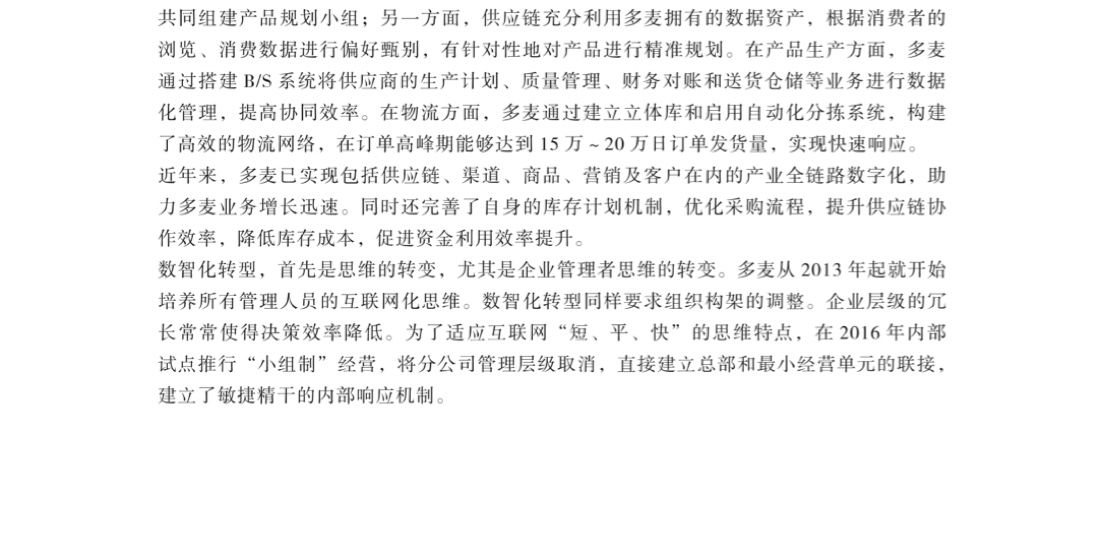 共同组建产品规划小组；另一方面，供应链充分利用多麦拥有的数据资产，根据消费者的
浏览、消费数据进行偏好甄别，有针对性地对产品进行精准规划。在产品生产方面，多麦
通过搭建 B/S 系统将供应商的生产计划、质量管理、财务对账和送货仓储等业务进行数据
化管理，提高协同效率。在物流方面，多麦通过建立立体库和启用自动化分拣系统，构建
了高效的物流网络，在订单高峰期能够达到 15 万 ~ 20 万日订单发货量，实现快速响应。
近年来，多麦已实现包括供应链、渠道、商品、营销及客户在内的产业全链路数字化，助
力多麦业务增长迅速。同时还完善了自身的库存计划机制，优化采购流程，提升供应链协
作效率，降低库存成本，促进资金利用效率提升。
数智化转型，首先是思维的转变，尤其是企业管理者思维的转变。多麦从 2013 年起就开始
培养所有管理人员的互联网化思维。数智化转型同样要求组织构架的调整。企业层级的冗
长常常使得决策效率降低。为了适应互联网“短、平、快”的思维特点，在 2016 年内部
试点推行“小组制”经营，将分公司管理层级取消，直接建立总部和最小经营单元的联接，
建立了敏捷精干的内部响应机制。